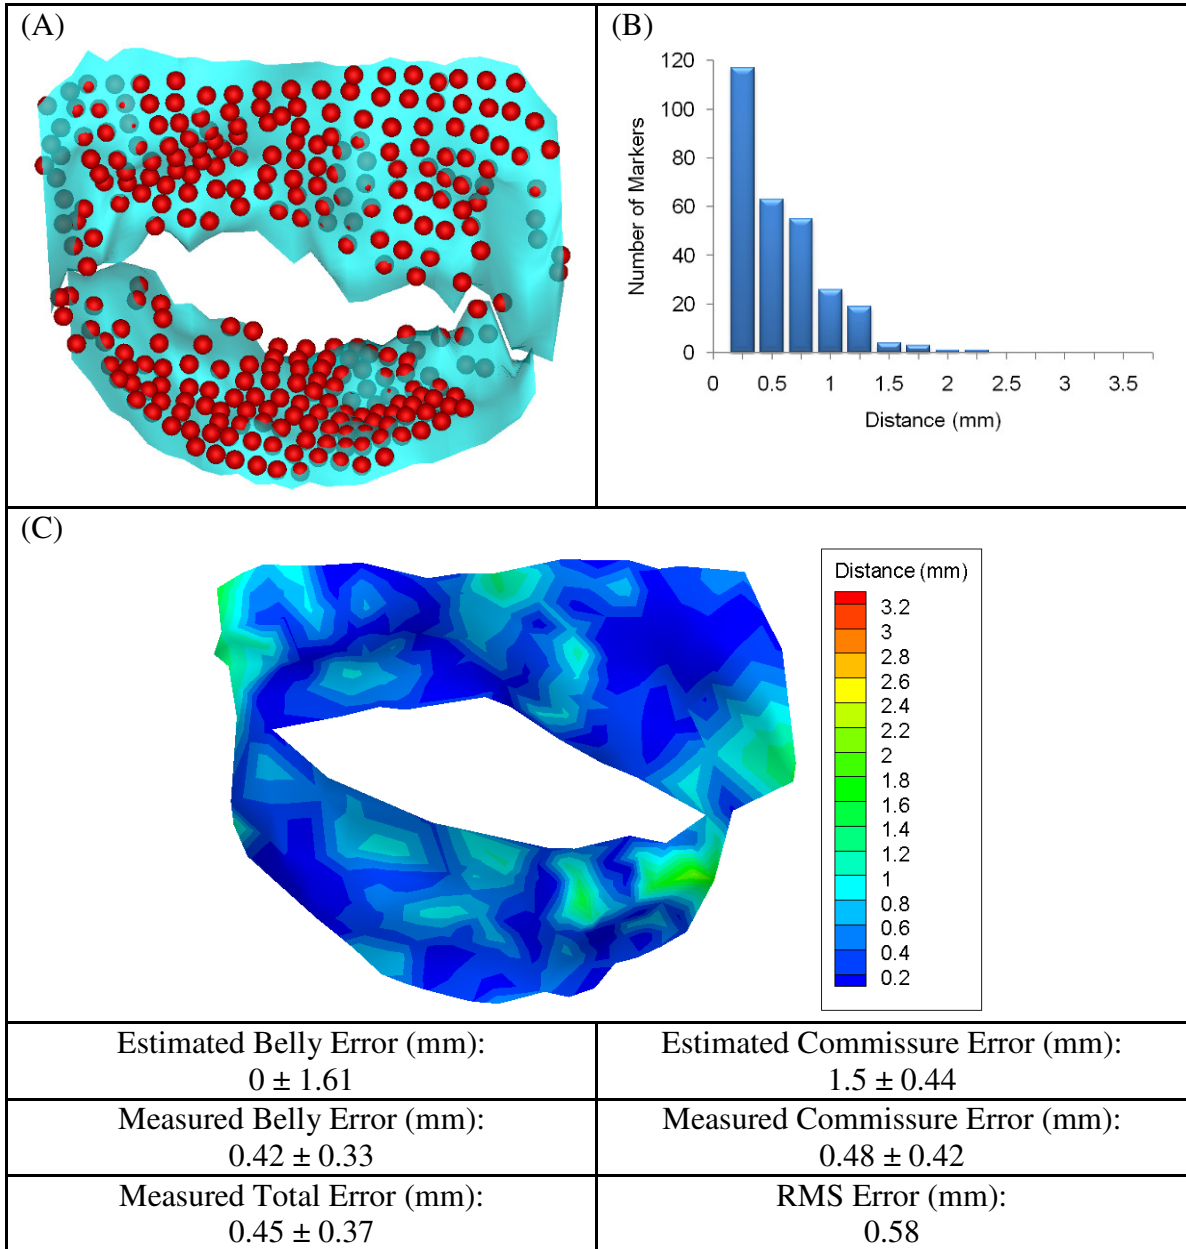 (A)
(B)
120
100
80
60
40
20
0
Number of Markers
0 0.5 1 1.5 2 2.5 3 3.5
Distance (mm)
(C)
Distance (mm)
3.2
3
2.8
2.6
2.4
2.2
2
1.8
1.6
1.4
1.2
1
0.8
0.6
0.4
0.2
Estimated Belly Error (mm):
0 ± 1.61
Estimated Commissure Error (mm):
1.5 ± 0.44
Measured Belly Error (mm):
0.42 ± 0.33
Measured Commissure Error (mm):
0.48 ± 0.42
Measured Total Error (mm):
0.45 ± 0.37
RMS Error (mm):
0.58